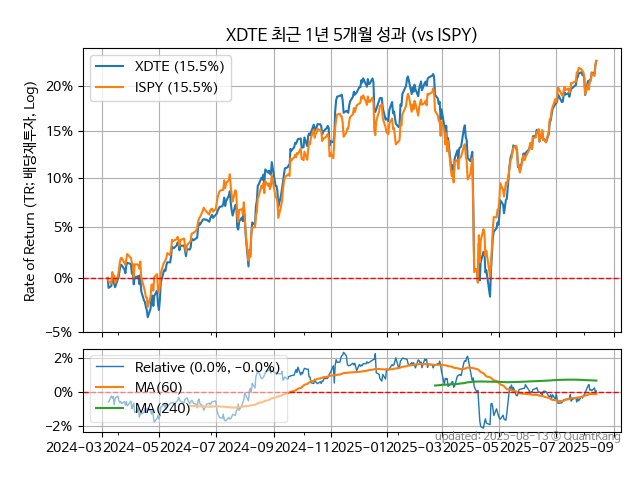 XDTE 최근 1년 5개월 성과 (vs ISPY)
XDTE (15.5%)
ISPY (15.5%)
Rate of Return (TR: 배당재투자, Log)
20%
15%
10%
5%
0%
−5%
Relative (0.0%, −0.0%)
MA(60)
MA(240)
2%
0%
−2%
2024-03 2024-05 2024-07 2024-09 2024-11 2025-01 2025-03 2025-05 2025-07 2025-09
updated: 2025-08-13 © QuantKang